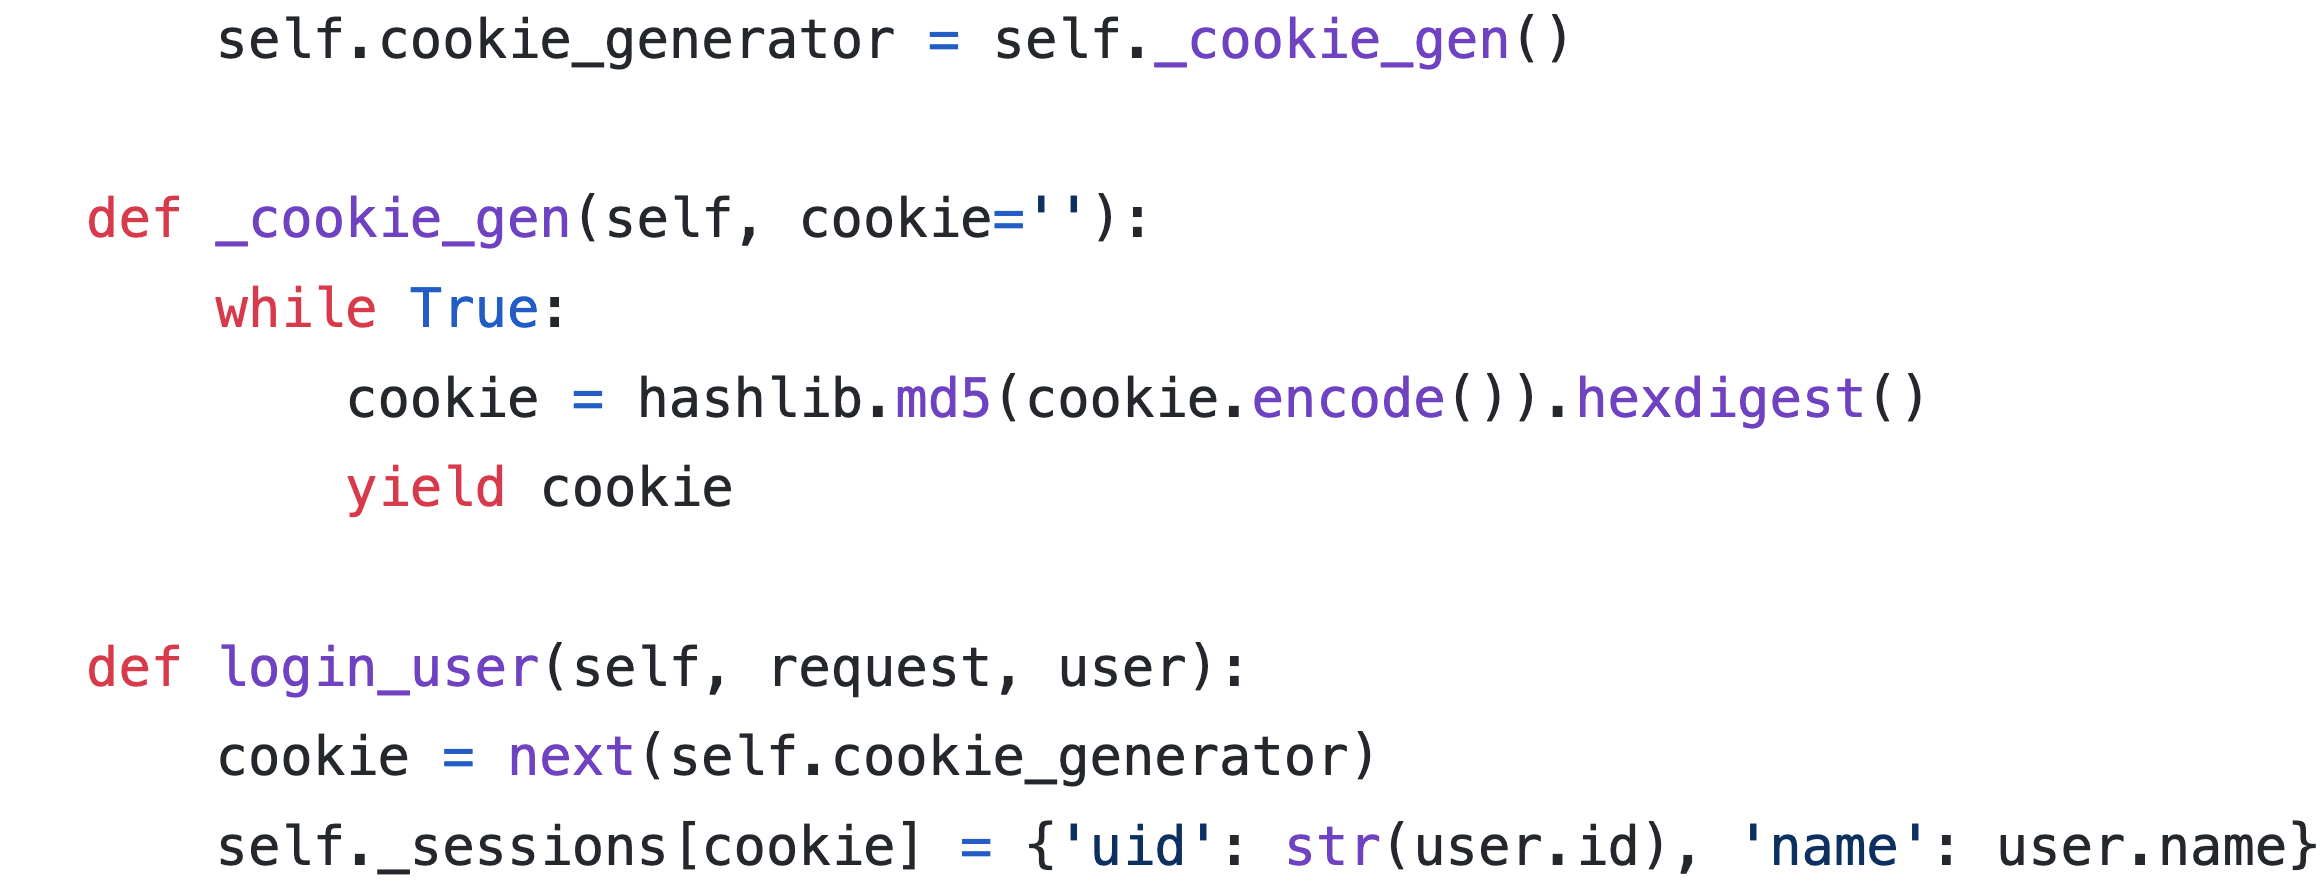 self.cookie_generator = self._cookie_gen()
def _cookie_gen(self, cookie=''):
while True:
cookie = hashlib.md5(cookie.encode()).hexdigest()
yield cookie
def login_user(self, request, user):
cookie = next(self.cookie_generator)
self._sessions[cookie] = {'uid': str(user.id), 'name': user.name}